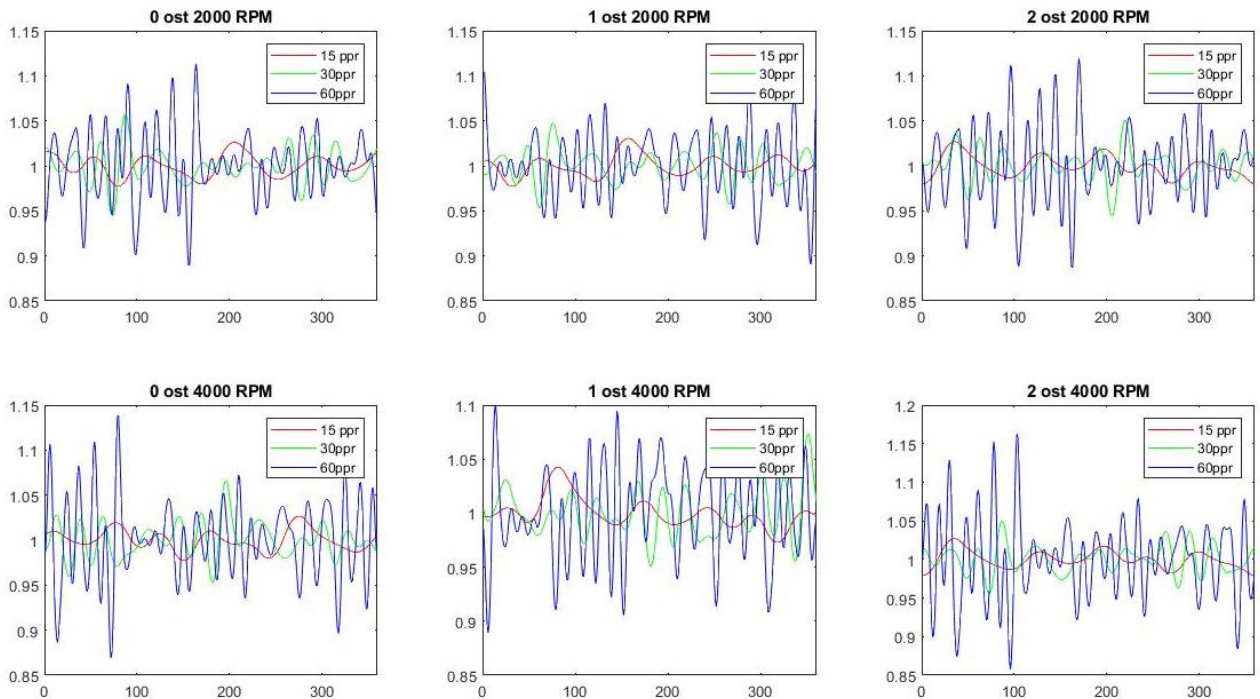 0 ost 2000 RPM
1.15
1.1
1.05
1
0.95
0.9
0.85
0 100 200 300
15 ppr
30ppr
60ppr
1 ost 2000 RPM
1.15
1.1
1.05
1
0.95
0.9
0.85
0 100 200 300
15 ppr
30ppr
60ppr
2 ost 2000 RPM
1.15
1.1
1.05
1
0.95
0.9
0.85
0 100 200 300
15 ppr
30ppr
60ppr
0 ost 4000 RPM
1.15
1.1
1.05
1
0.95
0.9
0.85
0 100 200 300
15 ppr
30ppr
60ppr
1 ost 4000 RPM
1.1
1.05
1
0.95
0.9
0.85
0 100 200 300
15 ppr
30ppr
60ppr
2 ost 4000 RPM
1.2
1.15
1.1
1.05
1
0.95
0.9
0.85
0 100 200 300
15 ppr
30ppr
60ppr